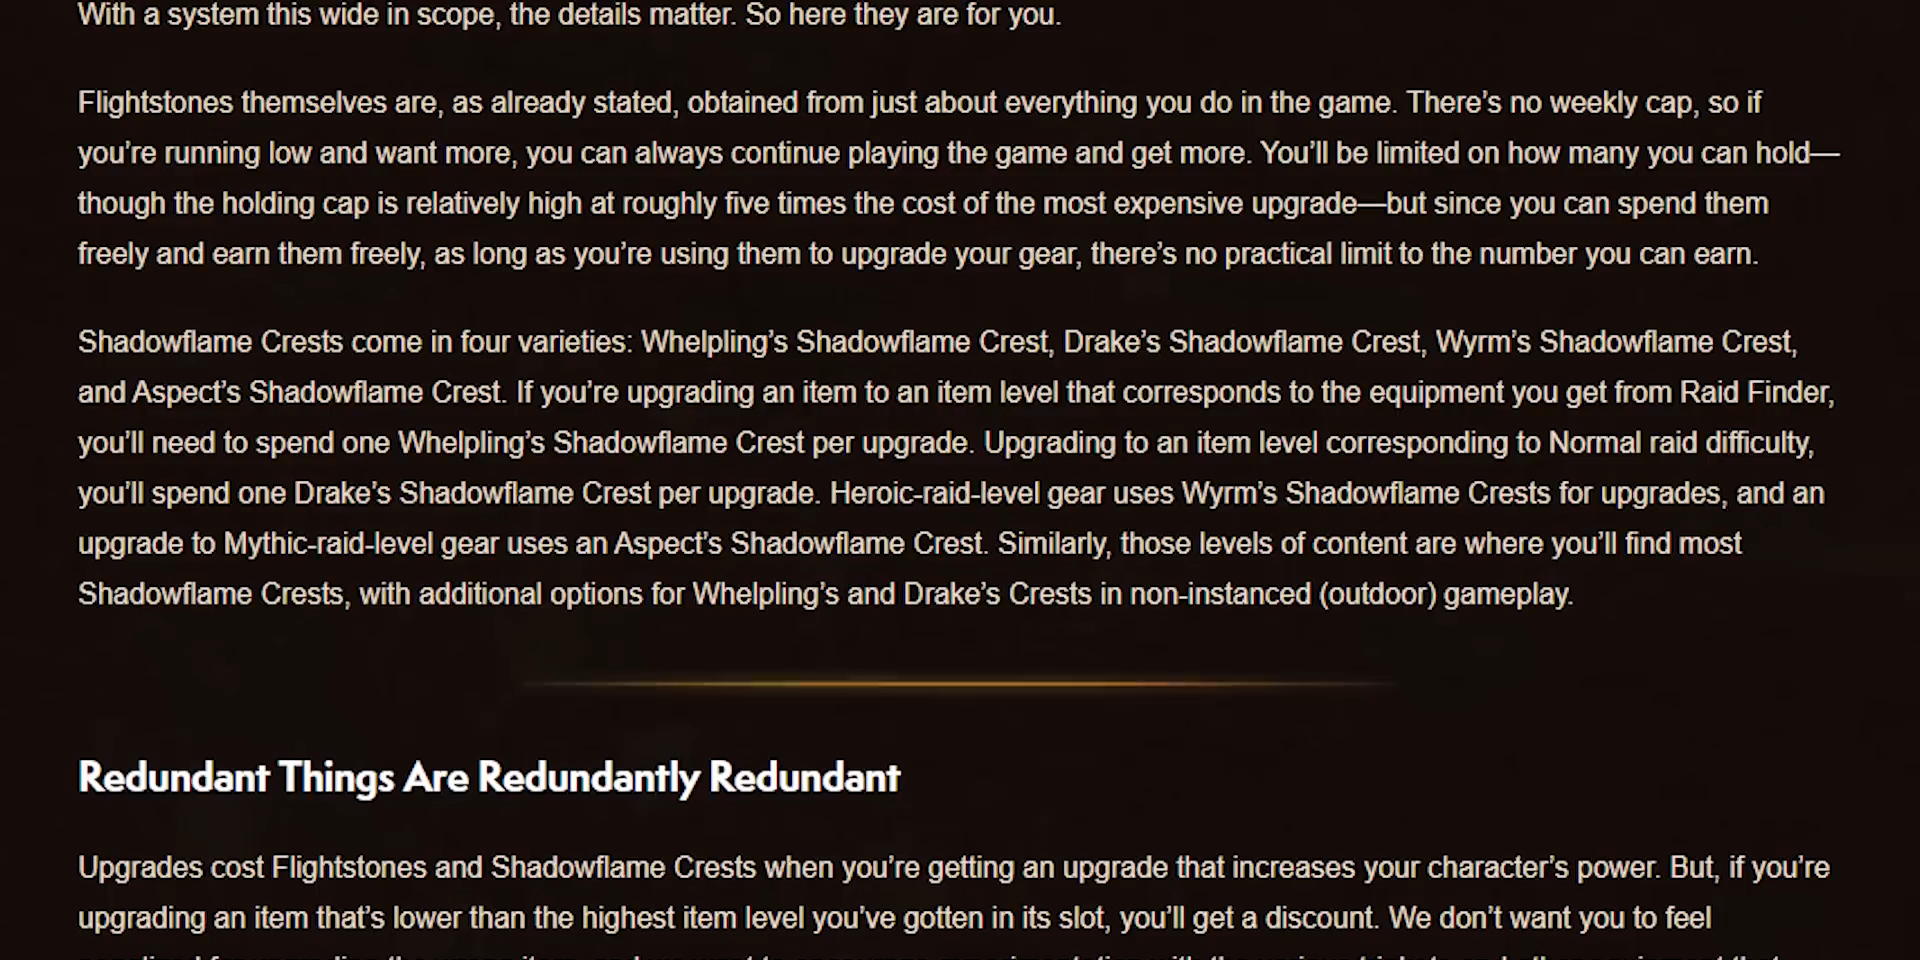 With a system this wide in scope, the details matter. So here they are for you.
Flightstones themselves are, as already stated, obtained from just about everything you do in the game. There’s no weekly cap, so if
you’re running low and want more, you can always continue playing the game and get more. You’ll be limited on how many you can hold—
though the holding cap is relatively high at roughly five times the cost of the most expensive upgrade—but since you can spend them
freely and earn them freely, as long as you’re using them to upgrade your gear, there’s no practical limit to the number you can earn.
Shadowflame Crests come in four varieties: Whelpling’s Shadowflame Crest, Drake’s Shadowflame Crest, Wyrm’s Shadowflame Crest,
and Aspect’s Shadowflame Crest. If you’re upgrading an item to an item level that corresponds to the equipment you get from Raid Finder,
you’ll need to spend one Whelpling’s Shadowflame Crest per upgrade. Upgrading to an item level corresponding to Normal raid difficulty,
you’ll spend one Drake’s Shadowflame Crest per upgrade. Heroic-raid-level gear uses Wyrm’s Shadowflame Crests for upgrades, and an
upgrade to Mythic-raid-level gear uses an Aspect’s Shadowflame Crest. Similarly, those levels of content are where you’ll find most
Shadowflame Crests, with additional options for Whelpling’s and Drake’s Crests in non-instanced (outdoor) gameplay.
Redundant Things Are Redundantly Redundant
Upgrades cost Flightstones and Shadowflame Crests when you’re getting an upgrade that increases your character’s power. But, if you’re
upgrading an item that’s lower than the highest item level you’ve gotten in its slot, you’ll get a discount. We don’t want you to feel